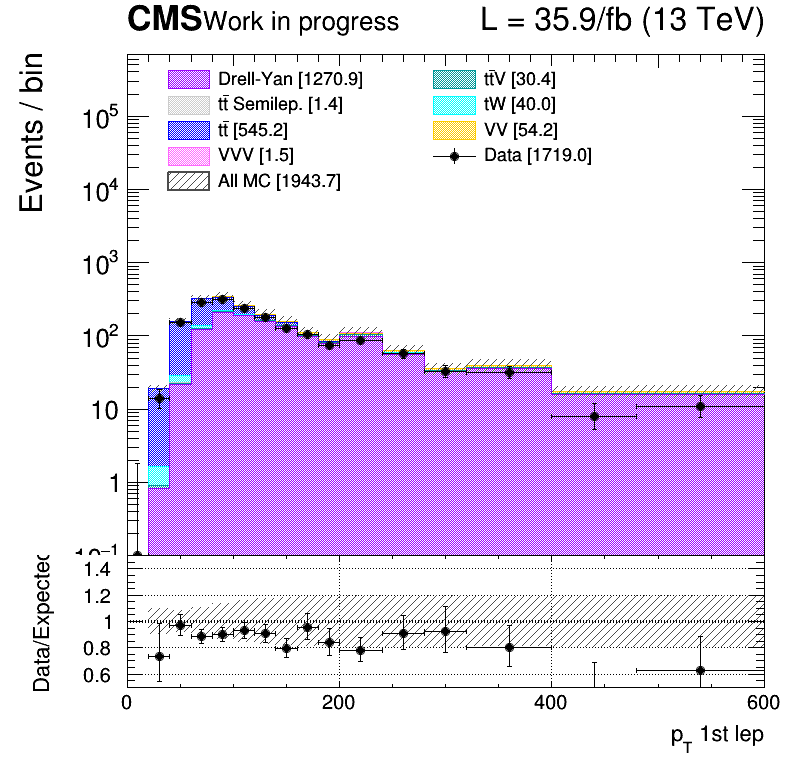 CMS Work in progress L = 35.9/fb (13 TeV)
Events / bin
Drell-Yan [1270.9]
tt̄ Semilep. [1.4]
tt̄ [545.2]
VVV [1.5]
All MC [1943.7]
tt̄V [30.4]
tW [40.0]
VV [54.2]
Data [1719.0]
10⁵
10⁴
10³
10²
10
1
10⁻¹
Data/Expected
1.4
1.2
1
0.8
0.6
0 200 400 600
p_T 1st lep